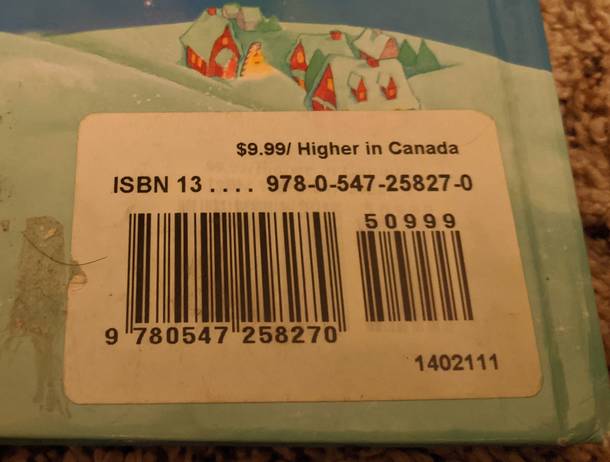 $9.99/ Higher in Canada
ISBN 13 .... 978-0-547-25827-0
50999
9 780547 258270
1402111